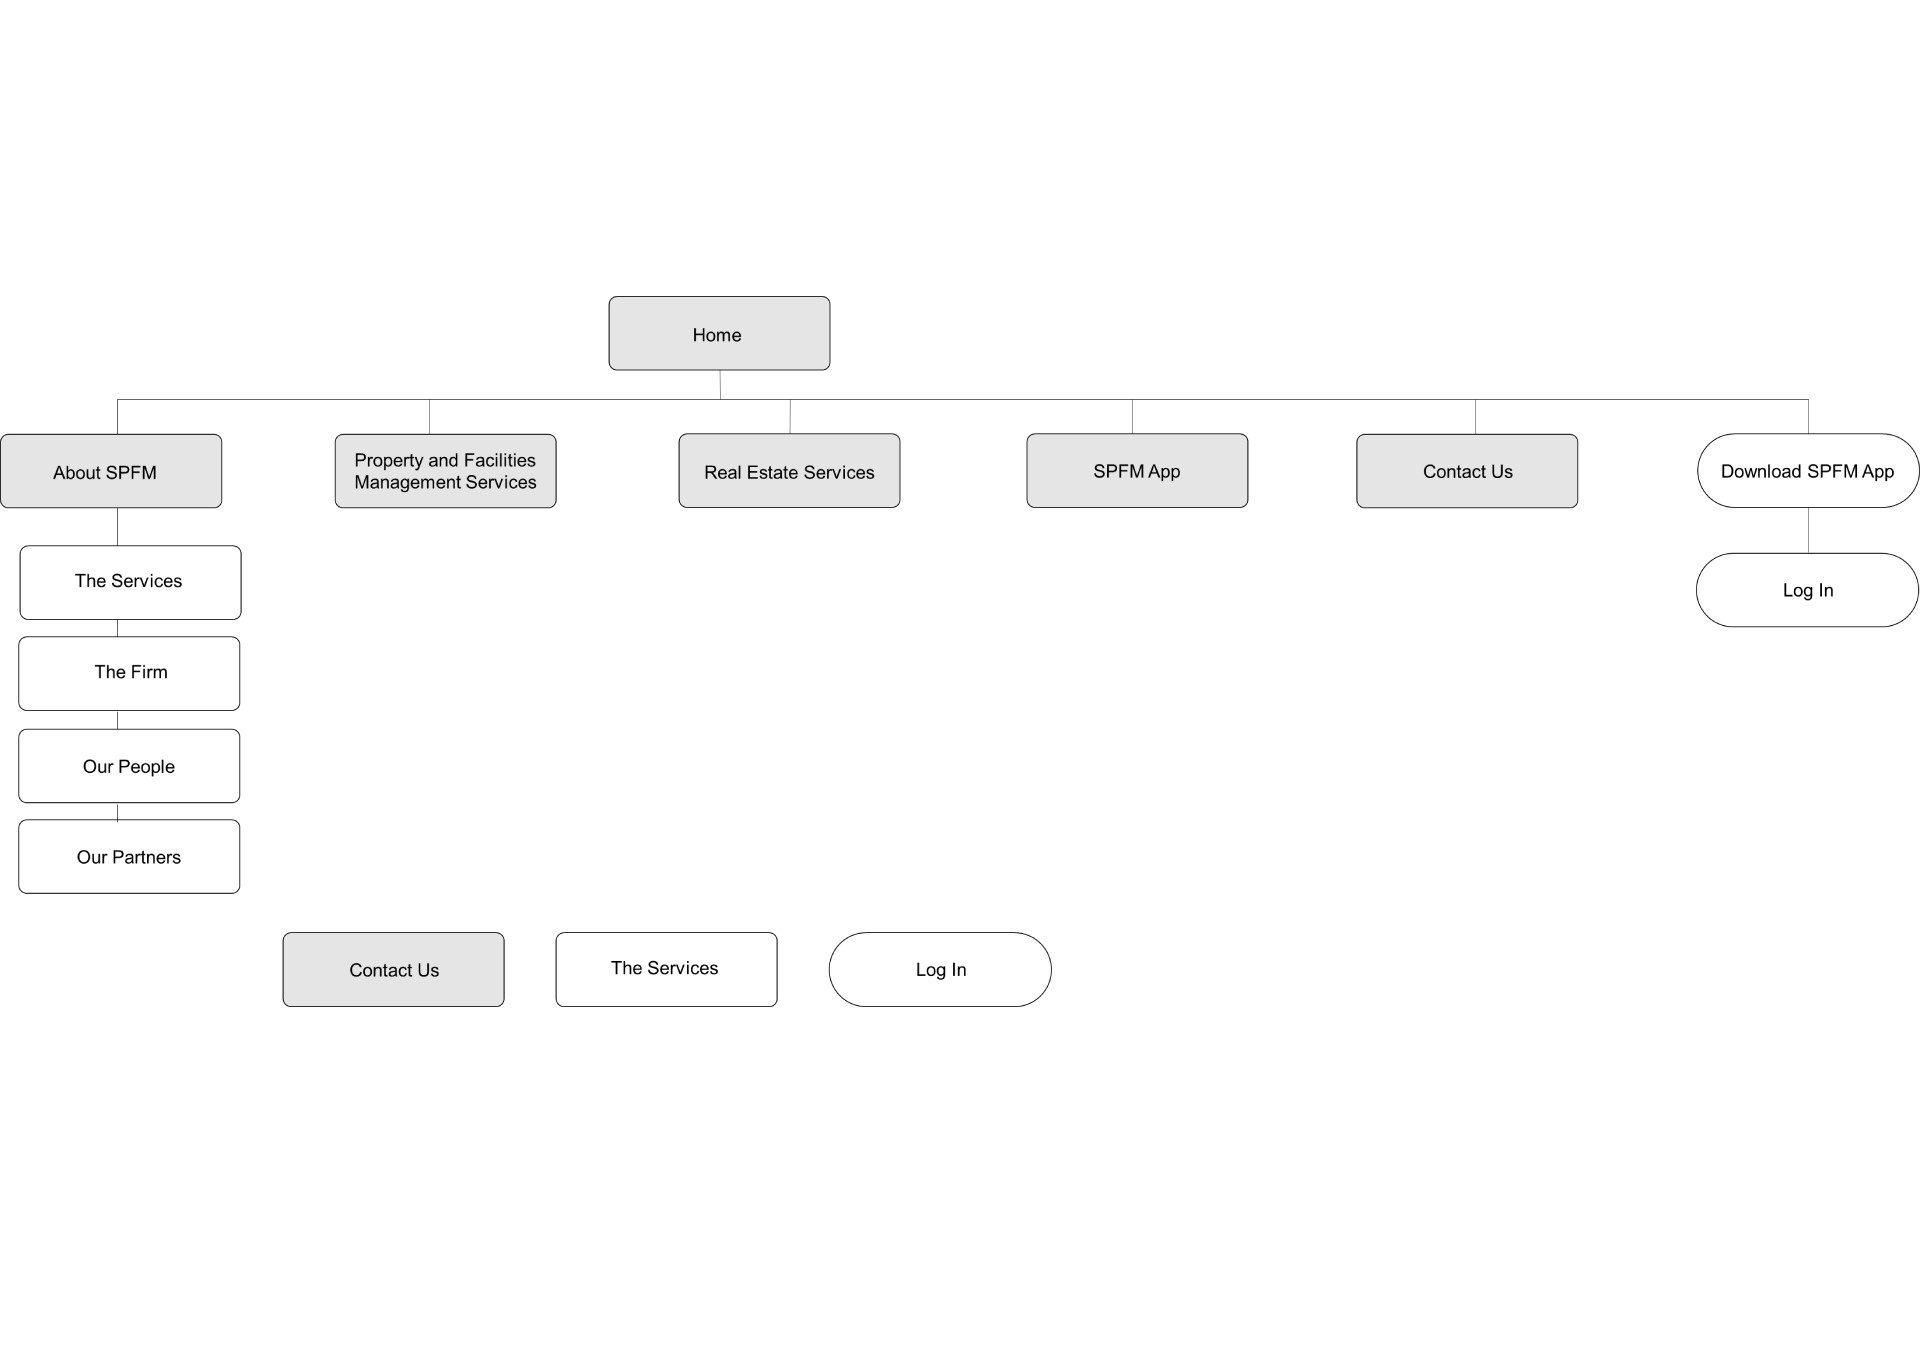 Home
About SPFM
Property and Facilities
Management Services
Real Estate Services
SPFM App
Contact Us
Download SPFM App
The Services
Log In
The Firm
Our People
Our Partners
Contact Us
The Services
Log In